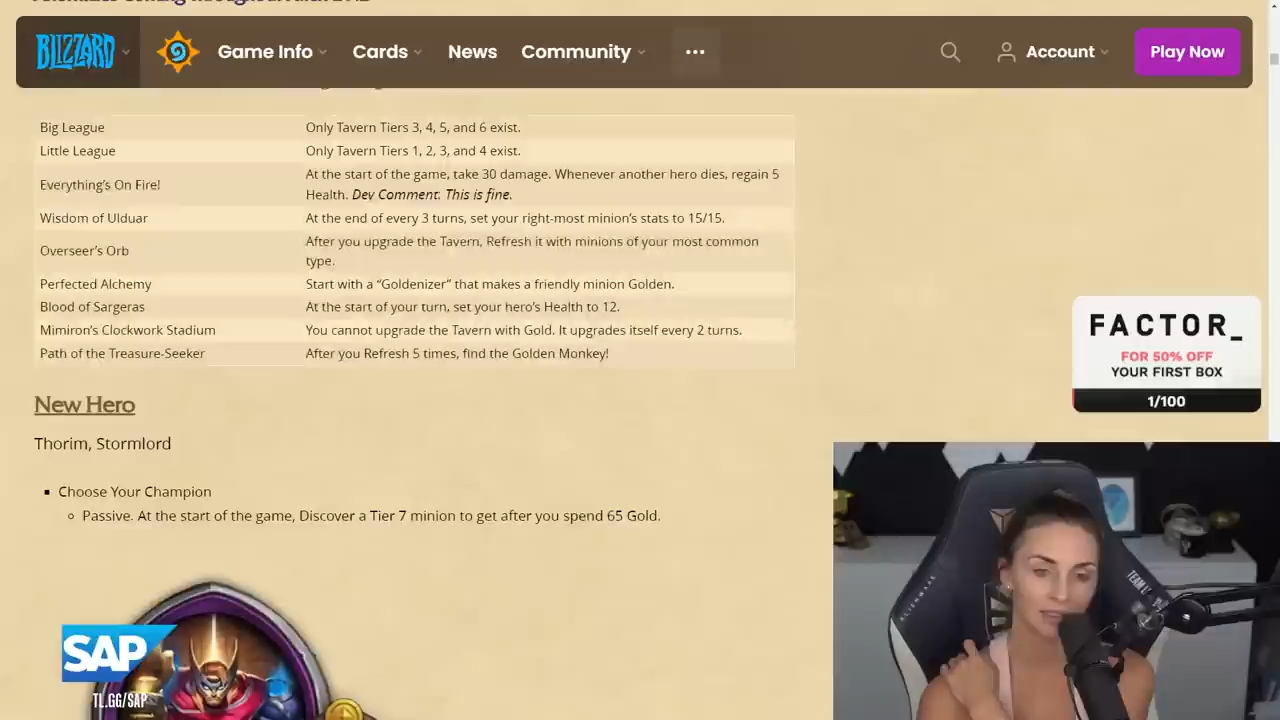 BLIZZARD
Game Info
Cards
News
Community
Account
Play Now
Big League
Only Tavern Tiers 3, 4, 5, and 6 exist.
Little League
Only Tavern Tiers 1, 2, 3, and 4 exist.
Everything's On Fire!
At the start of the game, take 30 damage. Whenever another hero dies, regain 5
Health. Dev Comment: This is fine.
Wisdom of Ulduar
At the end of every 3 turns, set your right-most minion's stats to 15/15.
Overseer's Orb
After you upgrade the Tavern, Refresh it with minions of your most common
type.
Perfected Alchemy
Start with a “Goldenizer” that makes a friendly minion Golden.
Blood of Sargeras
At the start of your turn, set your hero's Health to 12.
Mimiron's Clockwork Stadium
You cannot upgrade the Tavern with Gold. It upgrades itself every 2 turns.
Path of the Treasure-Seeker
After you Refresh 5 times, find the Golden Monkey!
FACTOR_
FOR 50% OFF
YOUR FIRST BOX
1/100
New Hero
Thorim, Stormlord
Choose Your Champion
Passive. At the start of the game, Discover a Tier 7 minion to get after you spend 65 Gold.
SAP
TL.GG/SAP
ALIENWARE